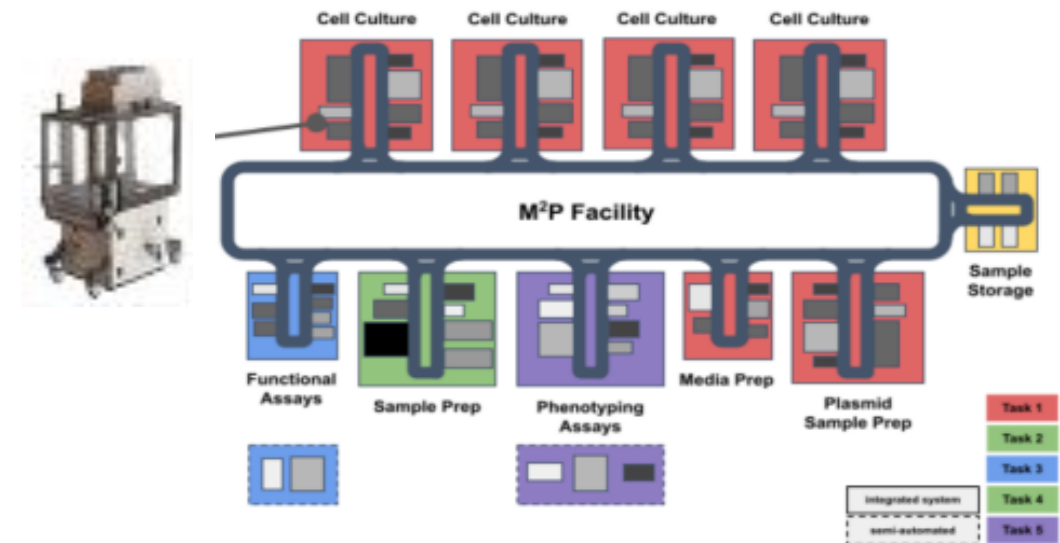 Cell Culture
Cell Culture
Cell Culture
Cell Culture
M²P Facility
Sample
Storage
Functional
Assays
Sample Prep
Phenotyping
Assays
Media Prep
Plasmid
Sample Prep
Task 1
Task 2
Task 3
Task 4
Task 5
integrated system
semi-automated